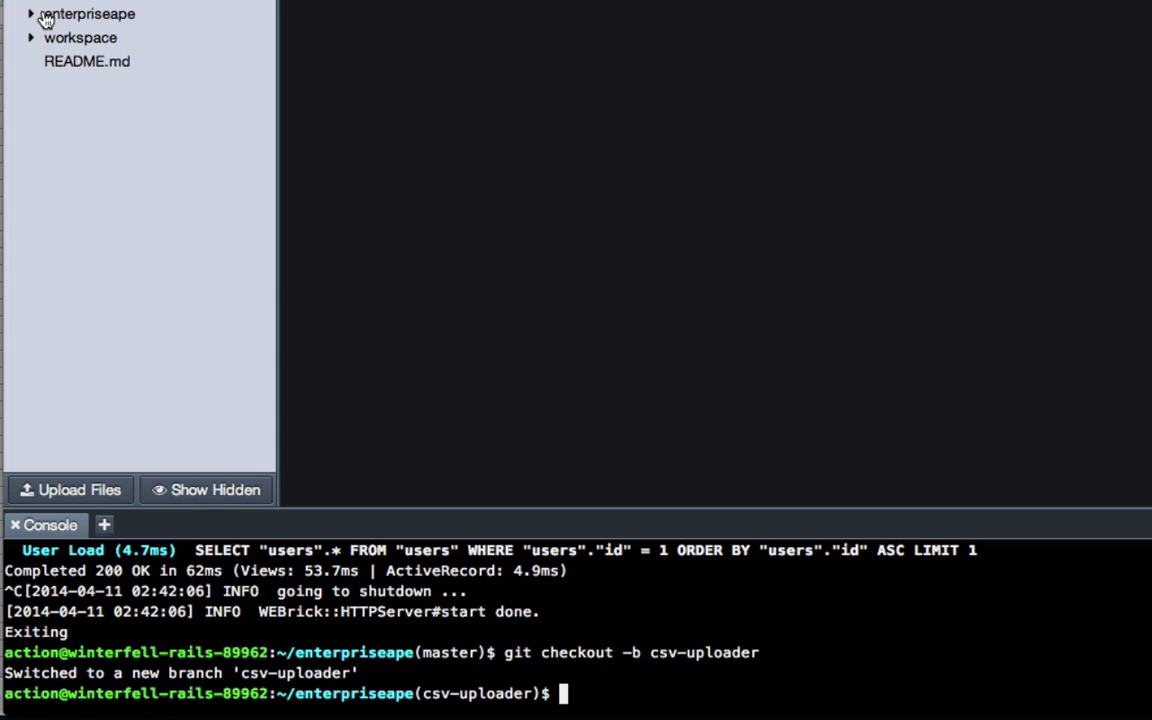 enterpriseape
workspace
README.md
Upload Files
Show Hidden
Console
User Load (4.7ms)  SELECT "users".* FROM "users" WHERE "users"."id" = 1 ORDER BY "users"."id" ASC LIMIT 1
Completed 200 OK in 62ms (Views: 53.7ms | ActiveRecord: 4.9ms)
^C[2014-04-11 02:42:06] INFO  going to shutdown ...
[2014-04-11 02:42:06] INFO  WEBrick::HTTPServer#start done.
Exiting
action@winterfell-rails-89962:~/enterpriseape(master)$ git checkout -b csv-uploader
Switched to a new branch 'csv-uploader'
action@winterfell-rails-89962:~/enterpriseape(csv-uploader)$